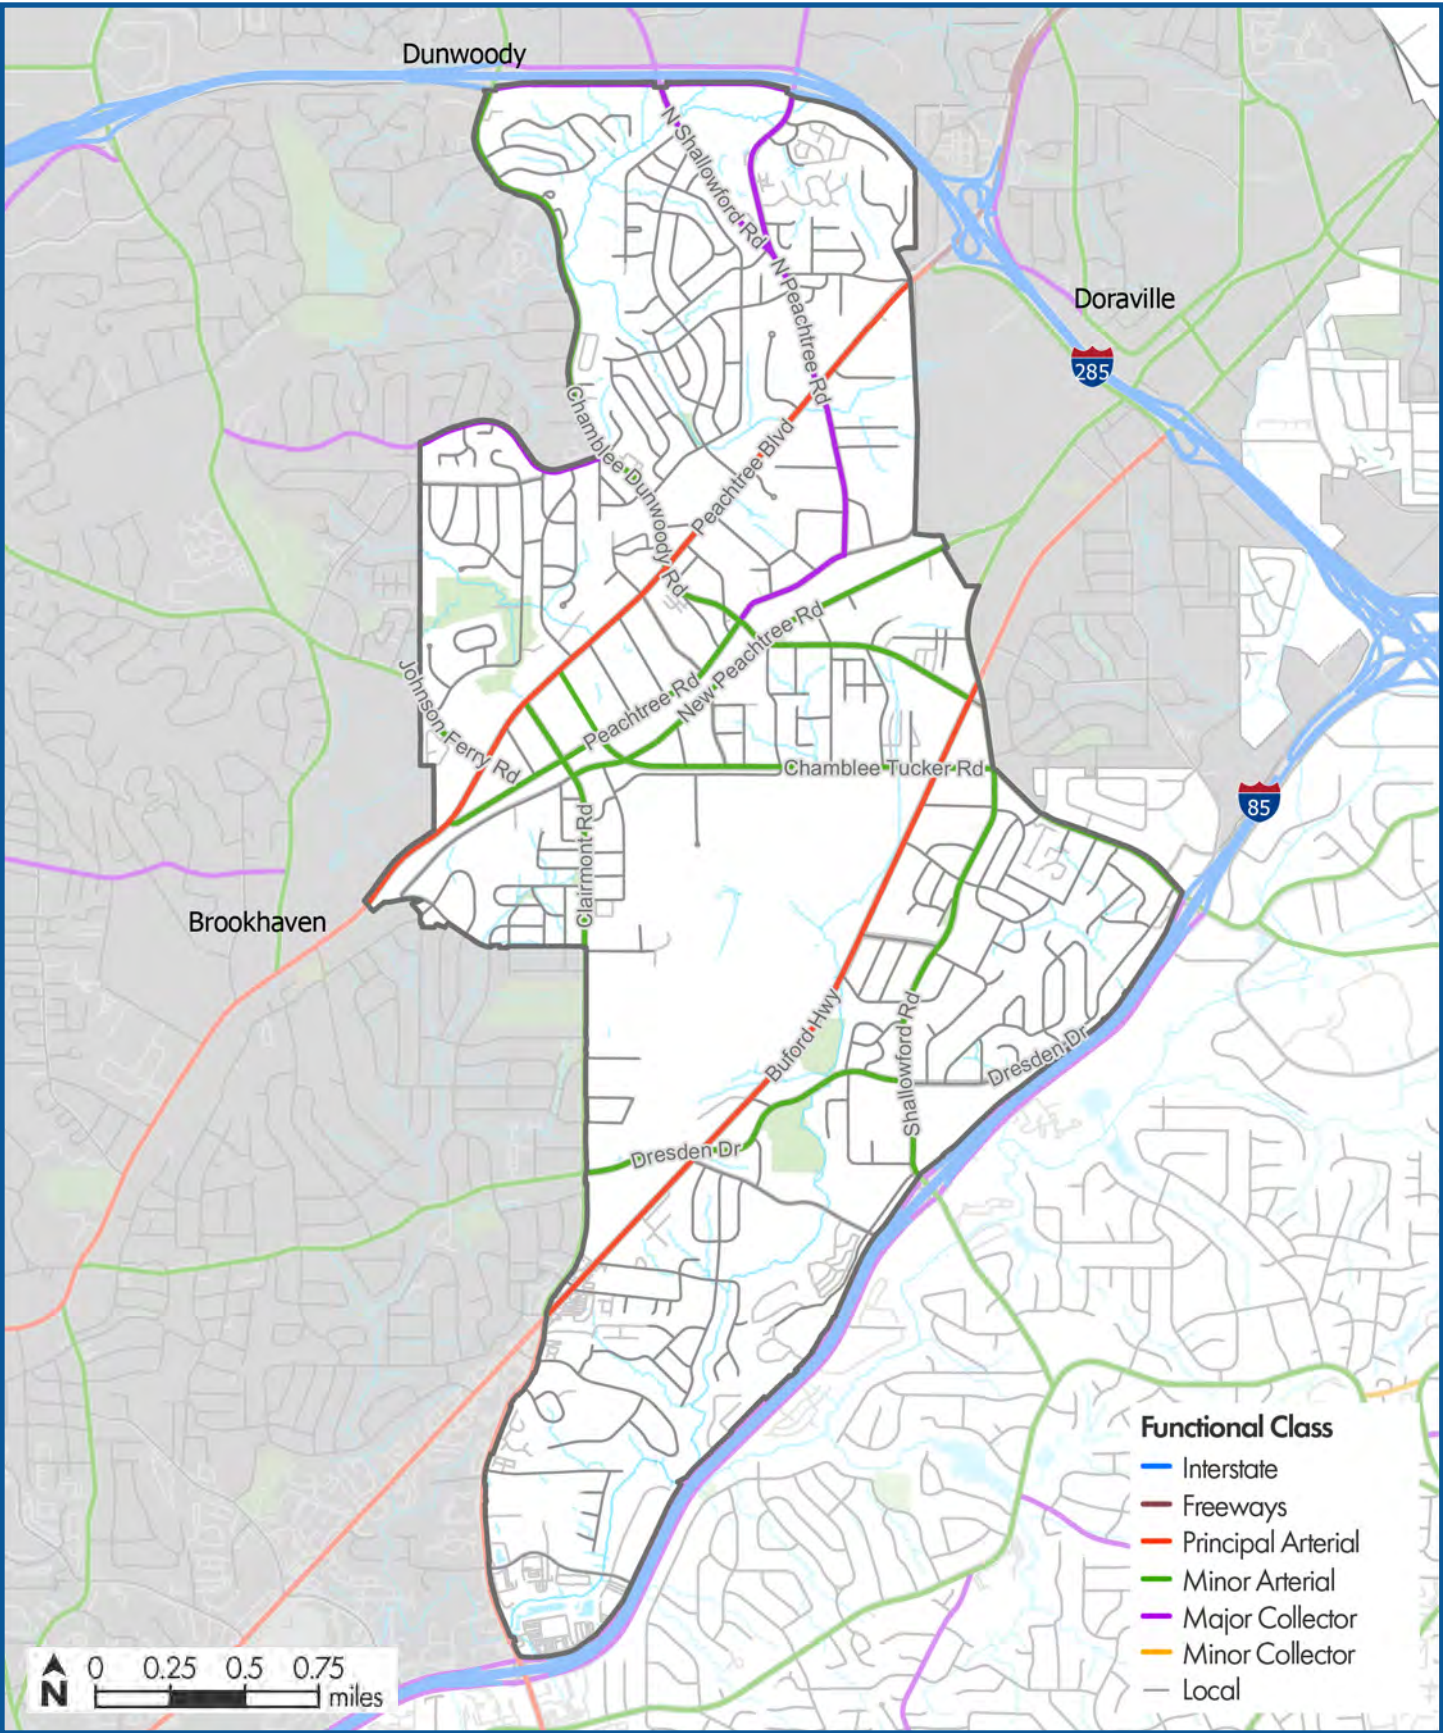 Dunwoody
N Shallowford Rd
N Peachtree Rd
Doraville
285
Chamblee Dunwoody Rd
Peachtree Blvd
Johnson Ferry Rd
Peachtree Rd
New Peachtree Rd
Chamblee Tucker Rd
85
Clairmont Rd
Brookhaven
Buford Hwy
Shallowford Rd
Dresden Dr
Dresden Dr
Functional Class
Interstate
Freeways
Principal Arterial
Minor Arterial
Major Collector
Minor Collector
Local
N
0 0.25 0.5 0.75
miles